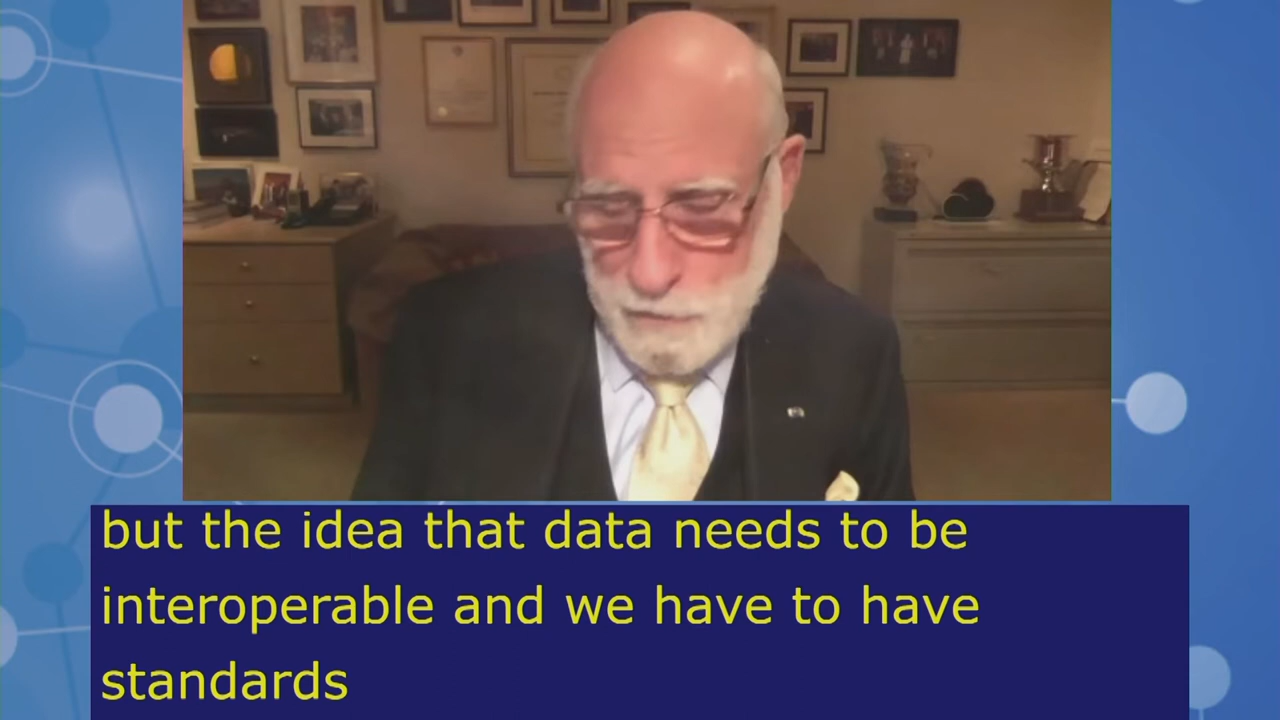 but the idea that data needs to be
interoperable and we have to have
standards